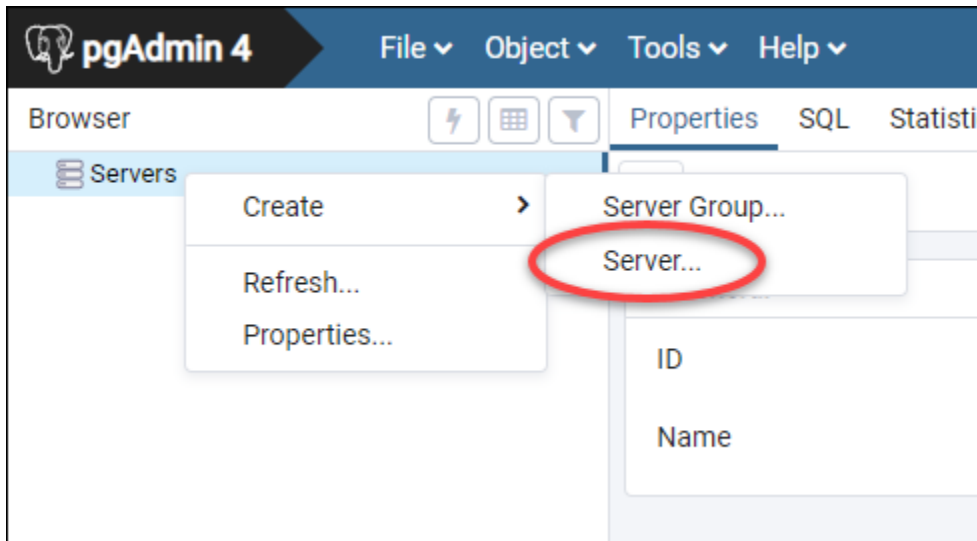 pgAdmin 4 File Object Tools Help
Browser Properties SQL Statisti
Servers
Create Server Group...
Server...
Refresh...
Properties...
ID
Name